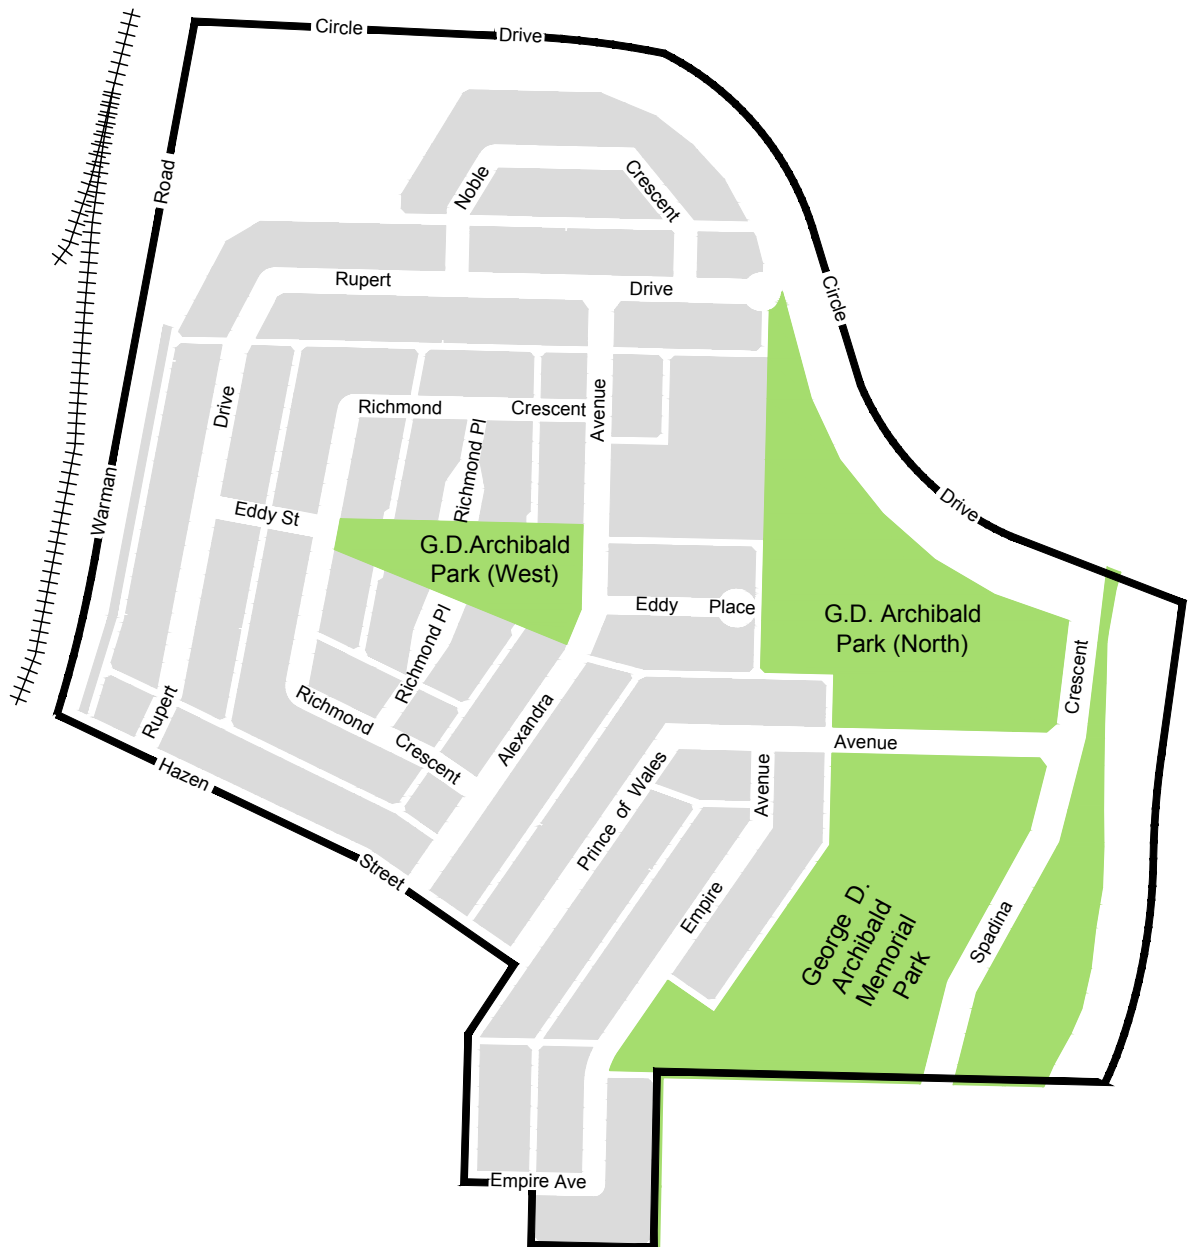 Circle
Drive
Road
Noble
Crescent
Rupert
Drive
Circle
Drive
Richmond
Crescent
Avenue
Richmond Pl
Warman
Eddy St
Drive
G.D.Archibald
Park (West)
Eddy
Place
G.D. Archibald
Park (North)
Richmond Pl
Crescent
Rupert
Richmond
Crescent
Alexandra
Avenue
Hazen
Prince of Wales
Avenue
Street
Empire
George D.
Archibald
Memorial
Park
Spadina
Empire Ave